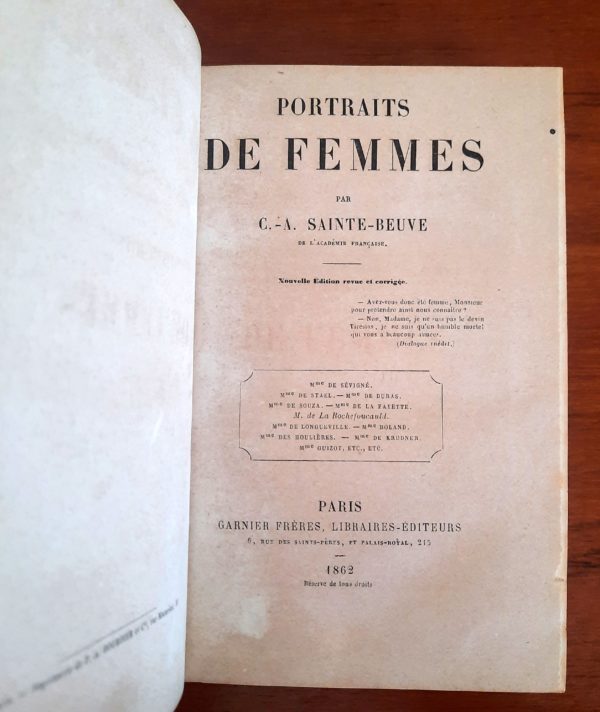 PORTRAITS
DE FEMMES
PAR
C.-A. SAINTE-BEUVE
DE L'ACADÉMIE FRANÇAISE.
Nouvelle Edition revue et corrigée.
— Avez-vous donc été femme, Monsieur
pour prétendre ainsi nous connaître?
— Non, Madame, je ne suis pas le devin
Tirésias, je ne suis qu'un humble mortel
qui vous a beaucoup aimées.
(Dialogue inédit.)
Mme DE SÉVIGNÉ.
Mme DE STAEL. — Mme DE DURAS.
Mme DE SOUZA. — Mme DE LA FAYETTE.
M. de La Rochefoucauld.
Mme DE LONGUEVILLE. — Mme ROLAND.
Mme DES HOULIÈRES. — Mme DE KRUDNER
Mme GUIZOT, ETC., ETC.
PARIS
GARNIER FRÈRES, LIBRAIRES-ÉDITEURS
6, RUE DES SAINTS-PÈRES, ET PALAIS-ROYAL, 215
1862
Réserve de tous droits